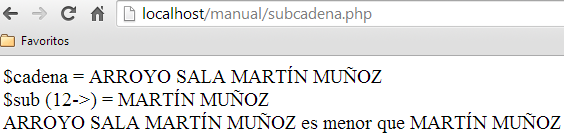 localhost/manual/subcadena.php
Favoritos
$cadena = ARROYO SALA MARTÍN MUÑOZ
$sub (12->) = MARTÍN MUÑOZ
ARROYO SALA MARTÍN MUÑOZ es menor que MARTÍN MUÑOZ